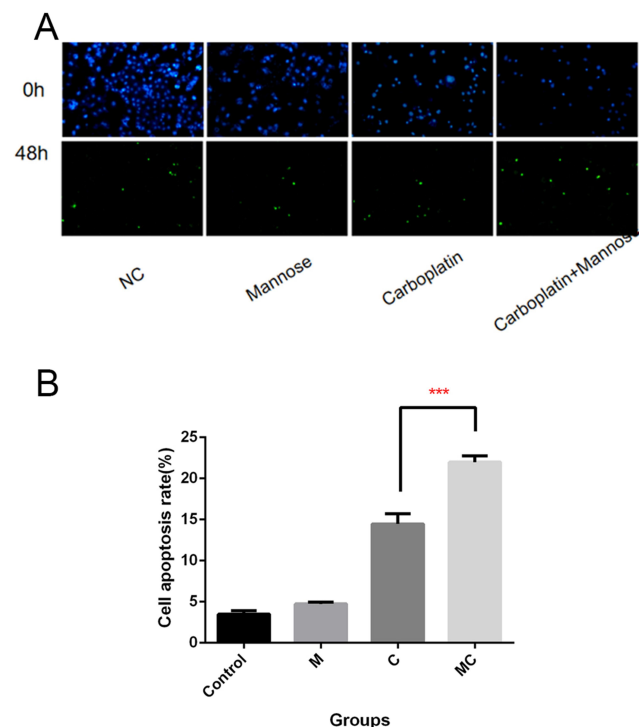 A
0h
48h
NC
Mannose
Carboplatin
Carboplatin+Mannose
B
***
25
20
15
10
5
0
Cell apoptosis rate(%)
Control
M
C
MC
Groups